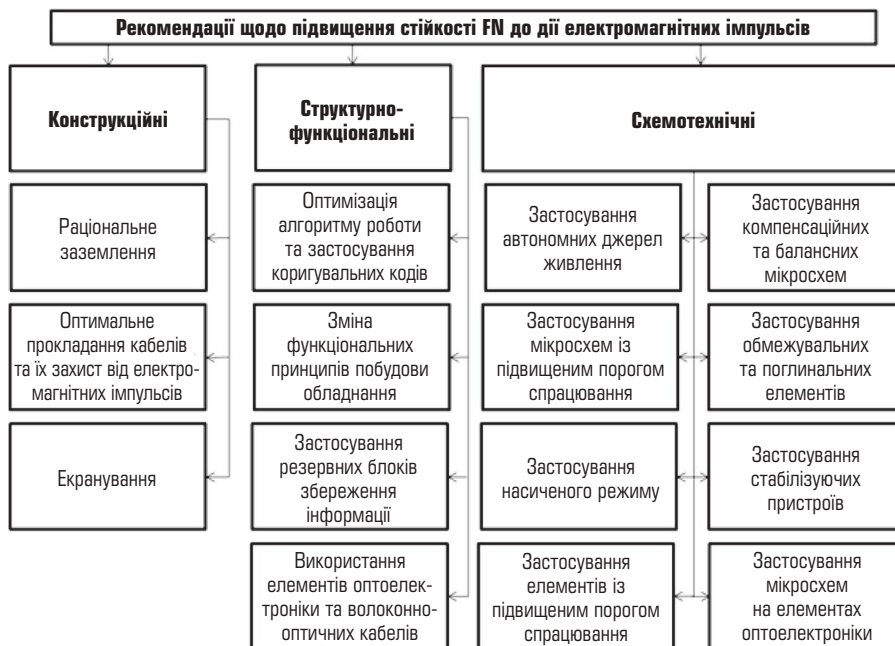 Рекомендації щодо підвищення стійкості FN до дії електромагнітних імпульсів
Конструкційні
Раціональне
заземлення
Оптимальне
прокладання кабелів
та їх захист від електро-
магнітних імпульсів
Екранування
Структурно-
функціональні
Оптимізація
алгоритму роботи
та застосування
коригувальних кодів
Зміна
функціональних
принципів побудови
обладнання
Застосування
резервних блоків
збереження
інформації
Використання
елементів оптоелек-
троніки та волоконно-
оптичних кабелів
Схемотехнічні
Застосування
автономних джерел
живлення
Застосування
мікросхем із
підвищеним порогом
спрацювання
Застосування
насиченого режиму
Застосування
елементів із
підвищеним порогом
спрацювання
Застосування
компенсаційних
та балансних
мікросхем
Застосування
обмежувальних
та поглинальних
елементів
Застосування
стабілізуючих
пристроїв
Застосування
мікросхем
на елементах
оптоелектроніки